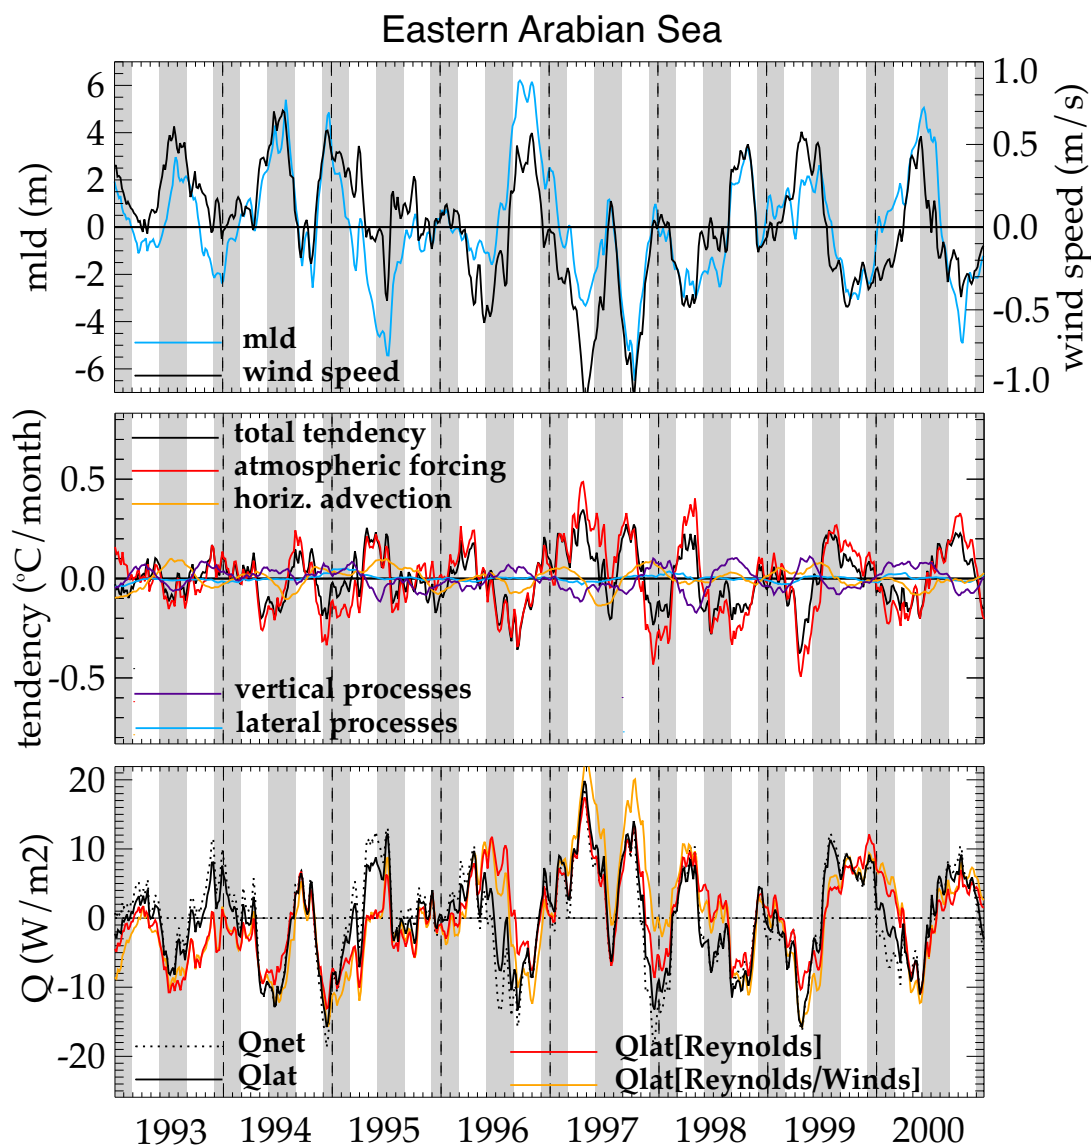 Eastern Arabian Sea
6
4
2
0
-2
-4
-6
mld (m)
1.0
0.5
0.0
-0.5
-1.0
wind speed (m/s)
mld
wind speed
0.5
0.0
-0.5
tendency (°C/month)
total tendency
atmospheric forcing
horiz. advection
vertical processes
lateral processes
20
10
0
-10
-20
Q (W/m2)
Qnet
Qlat
Qlat[Reynolds]
Qlat[Reynolds/Winds]
1993 1994 1995 1996 1997 1998 1999 2000